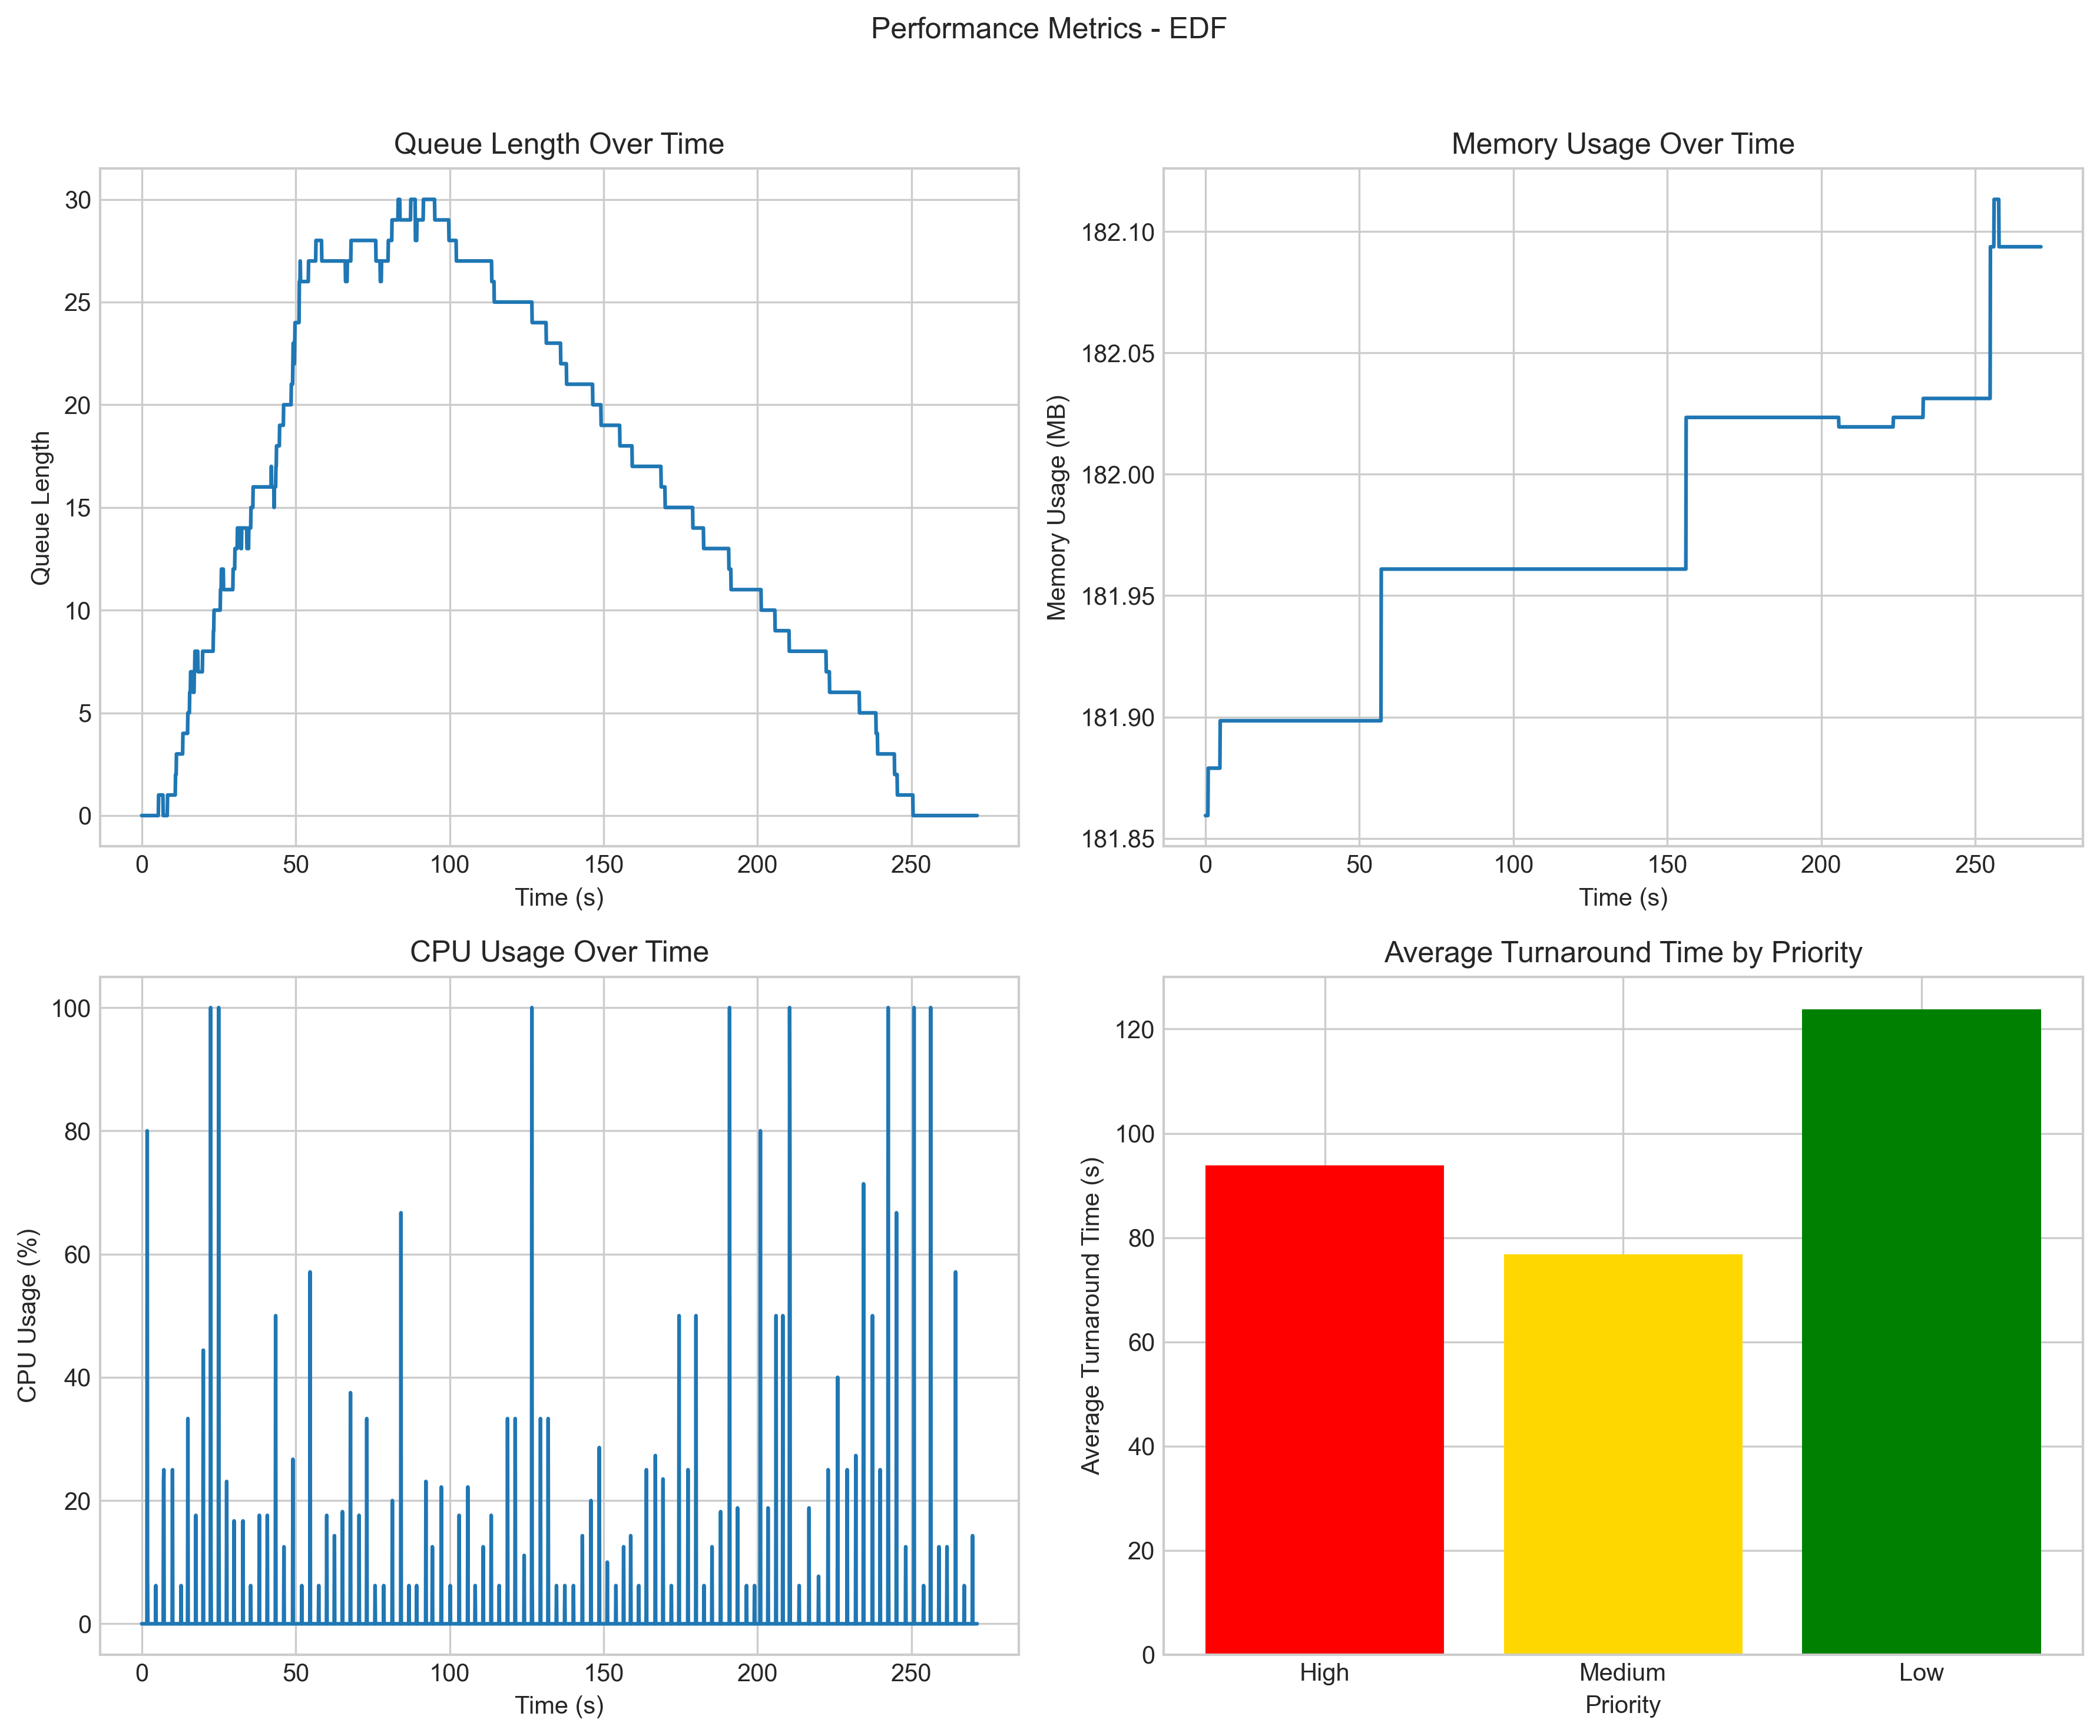 Performance Metrics - EDF
Queue Length Over Time
Queue Length
30
25
20
15
10
5
0
0 50 100 150 200 250
Time (s)
Memory Usage Over Time
Memory Usage (MB)
182.10
182.05
182.00
181.95
181.90
181.85
0 50 100 150 200 250
Time (s)
CPU Usage Over Time
CPU Usage (%)
100
80
60
40
20
0
0 50 100 150 200 250
Time (s)
Average Turnaround Time by Priority
Average Turnaround Time (s)
120
100
80
60
40
20
0
High Medium Low
Priority